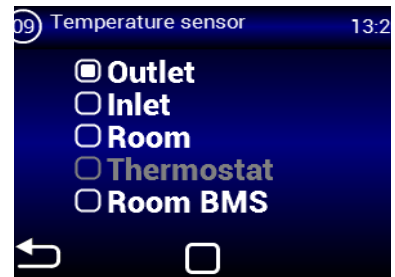 09 Temperature sensor 13:2
Outlet
Inlet
Room
Thermostat
Room BMS